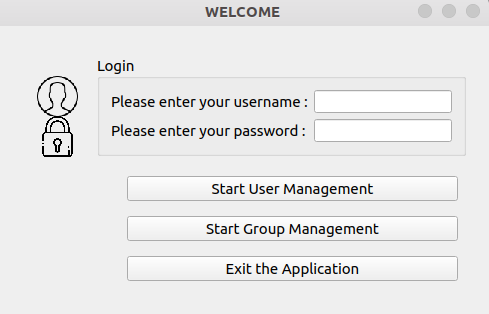 WELCOME
Login
Please enter your username :
Please enter your password :
Start User Management
Start Group Management
Exit the Application